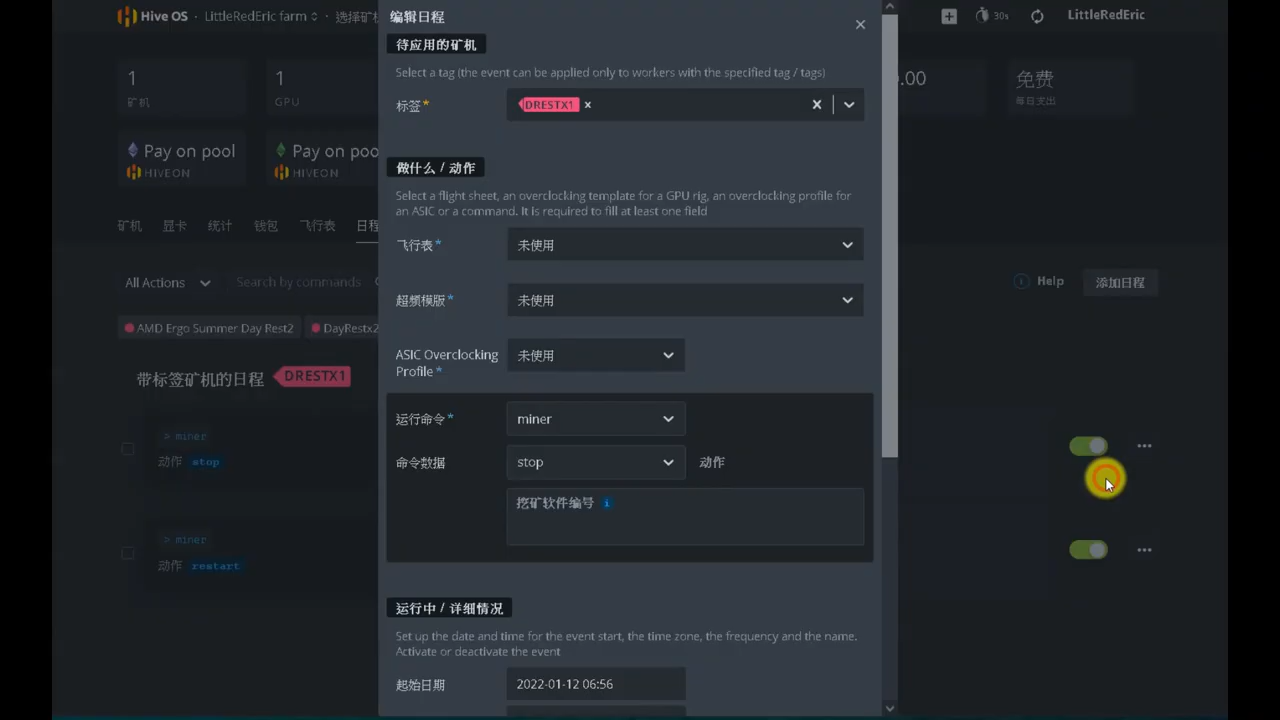 Hive OS · LittleRedEric farm · 选择矿
30s
LittleRedEric
编辑日程
待应用的矿机
Select a tag (the event can be applied only to workers with the specified tag / tags)
标签*
DRESTX1 ×
1
矿机
1
GPU
.00
免费
每日支出
Pay on pool
HIVEON
Pay on poo
HIVEON
做什么 / 动作
Select a flight sheet, an overclocking template for a GPU rig, an overclocking profile for
an ASIC or a command. It is required to fill at least one field
矿机 显卡 统计 钱包 飞行表 日程
飞行表* 未使用
All Actions Search by commands
Help 添加日程
超频模版* 未使用
AMD Ergo Summer Day Rest2 DayRestx2
ASIC Overclocking
Profile * 未使用
带标签矿机的日程 DRESTX1
运行命令* miner
命令数据 stop 动作
挖矿软件编号
> miner
动作 stop
> miner
动作 restart
运行中 / 详细情况
Set up the date and time for the event start, the time zone, the frequency and the name.
Activate or deactivate the event
起始日期 2022-01-12 06:56